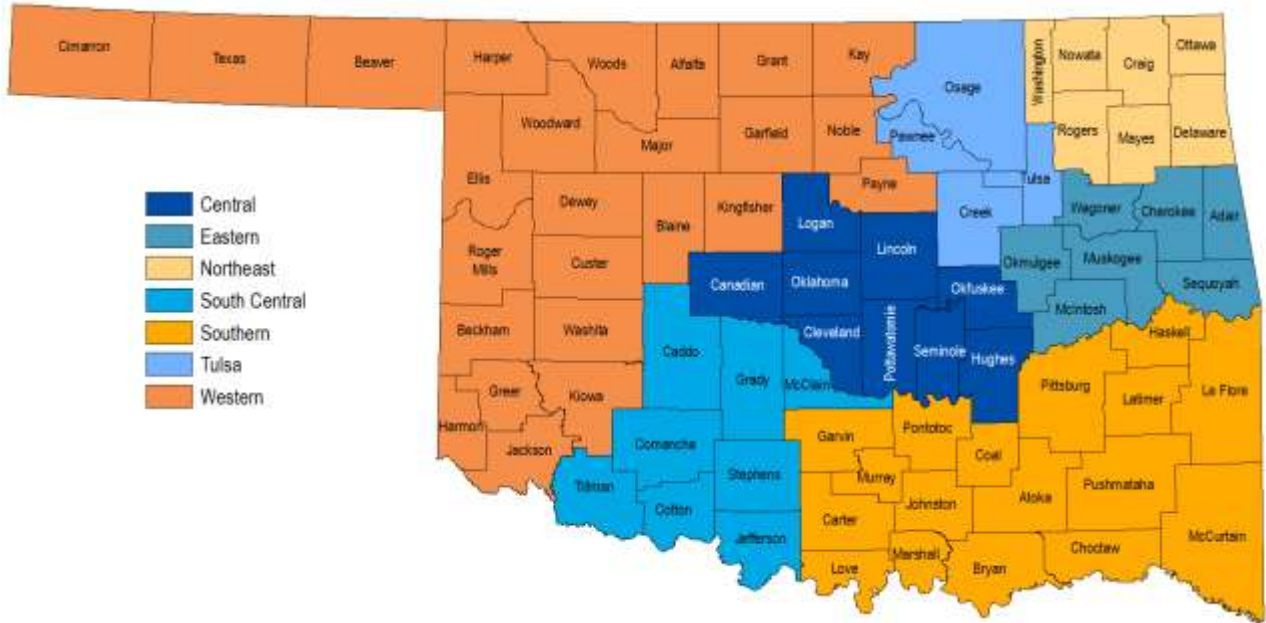 Cimarron
Texas
Beaver
Harper
Woods
Alfalfa
Grant
Kay
Osage
Washington
Nowata
Craig
Ottawa
Woodward
Major
Garfield
Noble
Pawnee
Rogers
Mayes
Delaware
Ellis
Dewey
Blaine
Kingfisher
Payne
Logan
Lincoln
Creek
Tulsa
Wagoner
Cherokee
Adair
Roger
Mills
Custer
Canadian
Oklahoma
Okfuskee
Okmulgee
Muskogee
Sequoyah
McIntosh
Beckham
Washita
Caddo
Grady
Cleveland
McClain
Pottawatomie
Seminole
Hughes
Haskell
Pittsburg
Latimer
Le Flore
Harmon
Greer
Kiowa
Jackson
Comancha
Tillman
Cotton
Stephens
Jefferson
Garvin
Pontotoc
Coal
Murray
Johnston
Atoka
Pushmataha
McCurtain
Carter
Love
Marshall
Bryan
Choctaw
Central
Eastern
Northeast
South Central
Southern
Tulsa
Western